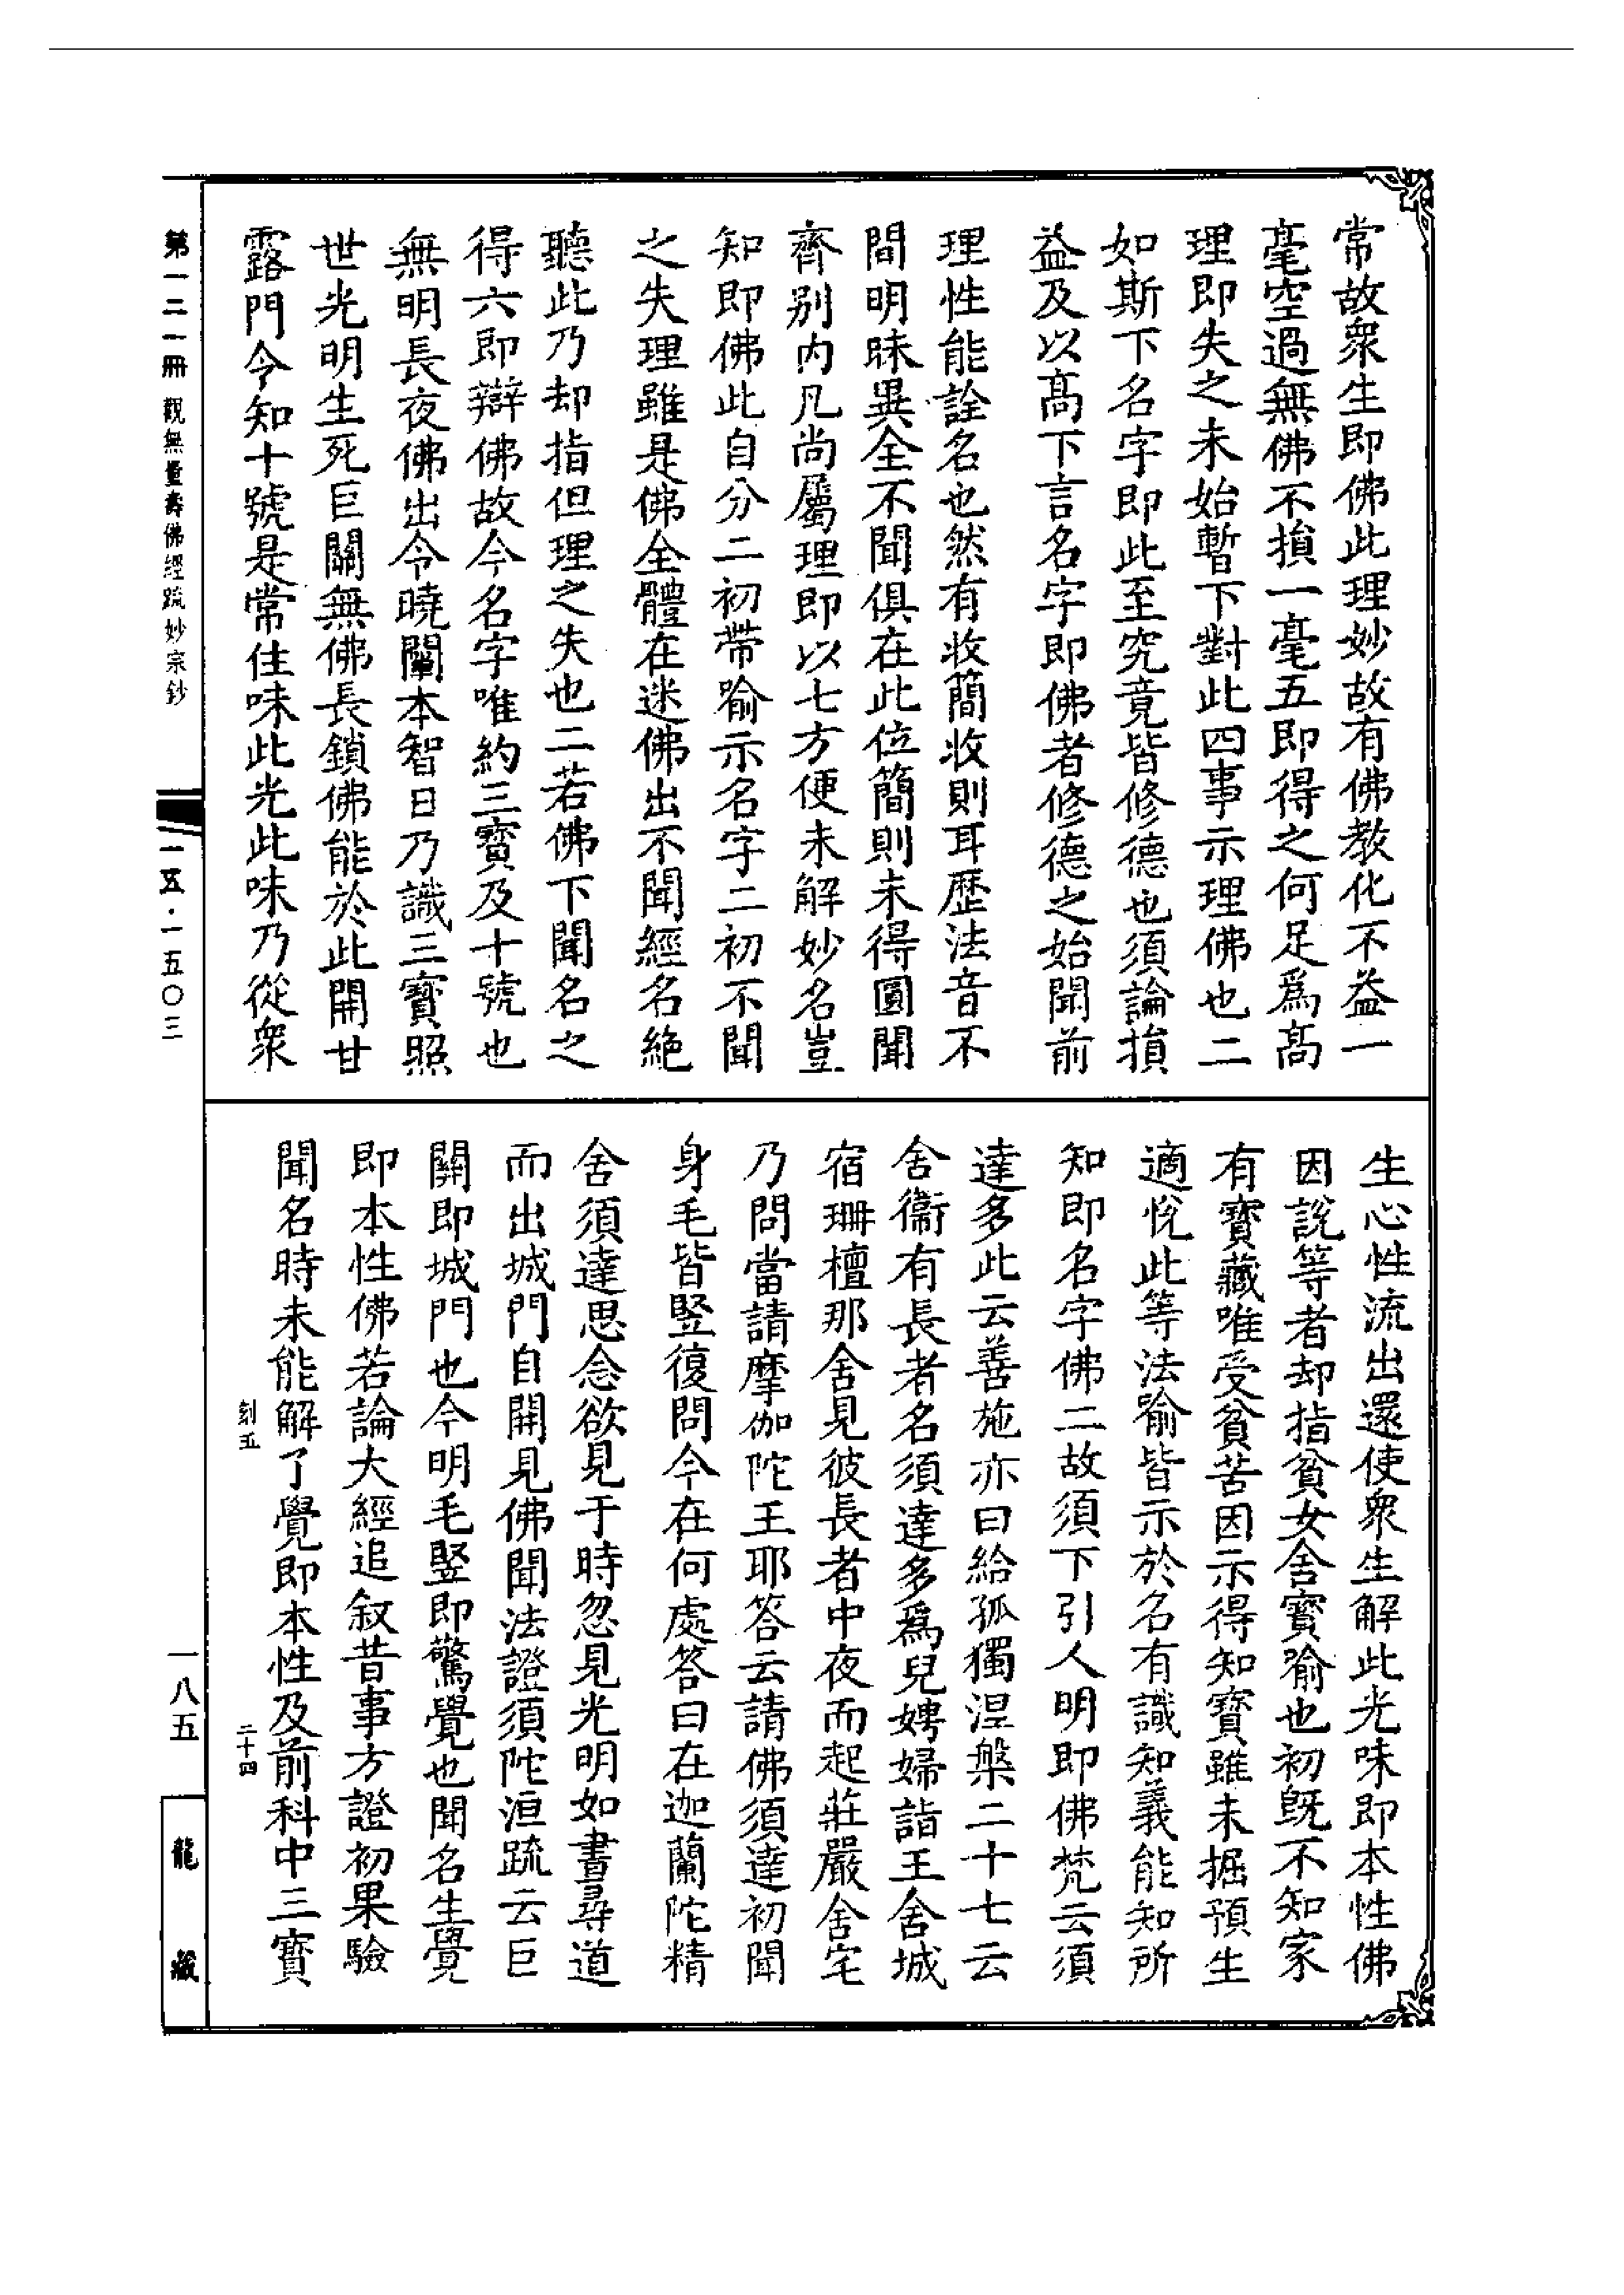 常故衆生即佛此理妙故有佛教化不益一
毫空過無佛不損一毫五即得之何足爲髙
理即失之未始暫下對此四事示理佛也二
如斯下名字即此至究竟皆修德也須論損
益及以髙下言名字即佛者修德之始聞前
理性能詮名也然有收簡收則耳歷法音不
間明昧異全不聞俱在此位簡則未得圓聞
齊别内凡尚屬理即以七方便未解妙名豈
知即佛此自分二初帶喻示名字二初不聞
之失理雖是佛全體在迷佛出不聞經名絶
聽此乃却指但理之失也二若佛下聞名之
得六即辯佛故今名字唯約三寶及十號也
無明長夜佛出令曉闡本智日乃識三寶照
世光明生死巨關無佛長鎖佛能於此開甘
露門今知十號是常住味此光此味乃從衆
生心性流出還使衆生解此光味即本性佛
因説等者却指貧女舍寶喻也初既不知家
有寶藏唯受貧苦因示得知寶雖未掘預生
適悅此等法喻皆示於名有識知義能知所
知即名字佛二故須下引人明即佛梵云須
達多此云善施亦曰給孤獨涅槃二十七云
舍衞有長者名須達多爲兒娉婦詣王舍城
宿珊檀那舍見彼長者中夜而起莊嚴舍宅
乃問當請摩伽陀王耶答云請佛須達初聞
身毛皆竪復問今在何處答曰在迦蘭陀精
舍須達思念欲見于時忽見光明如晝尋道
而出城門自開見佛聞法證須陀洹疏云巨
關即城門也今明毛竪即驚覺也聞名生覺
即本性佛若論大經追叙昔事方證初果驗
聞名時未能解了覺即本性及前科中三寶
刻五
二十四
第一二一冊 觀無量壽佛經疏妙宗鈔
一五·一五〇三
一八五
龍藏